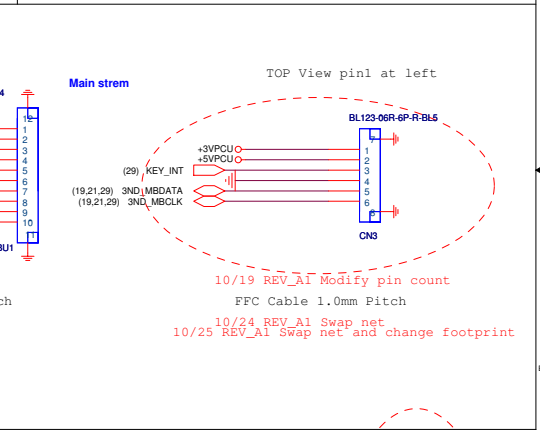 TOP View pin1 at left
Main strem
4
BL123-06R-6P-R-BL5
12
1
2
3
4
5
6
7
8
9
10
+3VPCU
+5VPCU
(29) KEY_INT
(19,21,29) 3ND_MBDATA
(19,21,29) 3ND_MBCLK
7
1
2
3
4
5
6
8
CN3
BU1
10/19 REV_A1 Modify pin count
ch
FFC Cable 1.0mm Pitch
10/24 REV_A1 Swap net
10/25 REV_A1 Swap net and change footprint